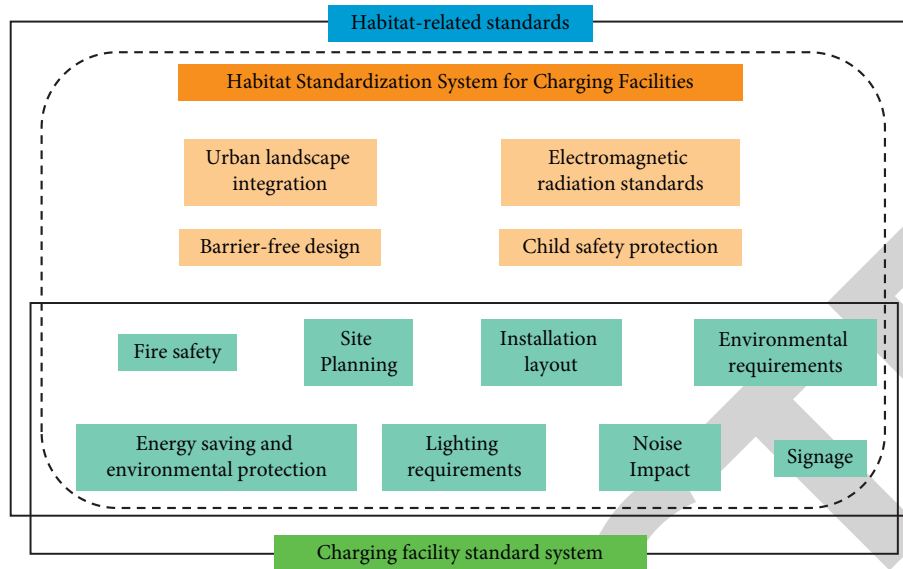 Habitat-related standards
Habitat Standardization System for Charging Facilities
Urban landscape
integration
Electromagnetic
radiation standards
Barrier-free design
Child safety protection
Fire safety
Site
Planning
Installation
layout
Environmental
requirements
Energy saving and
environmental protection
Lighting
requirements
Noise
Impact
Signage
Charging facility standard system